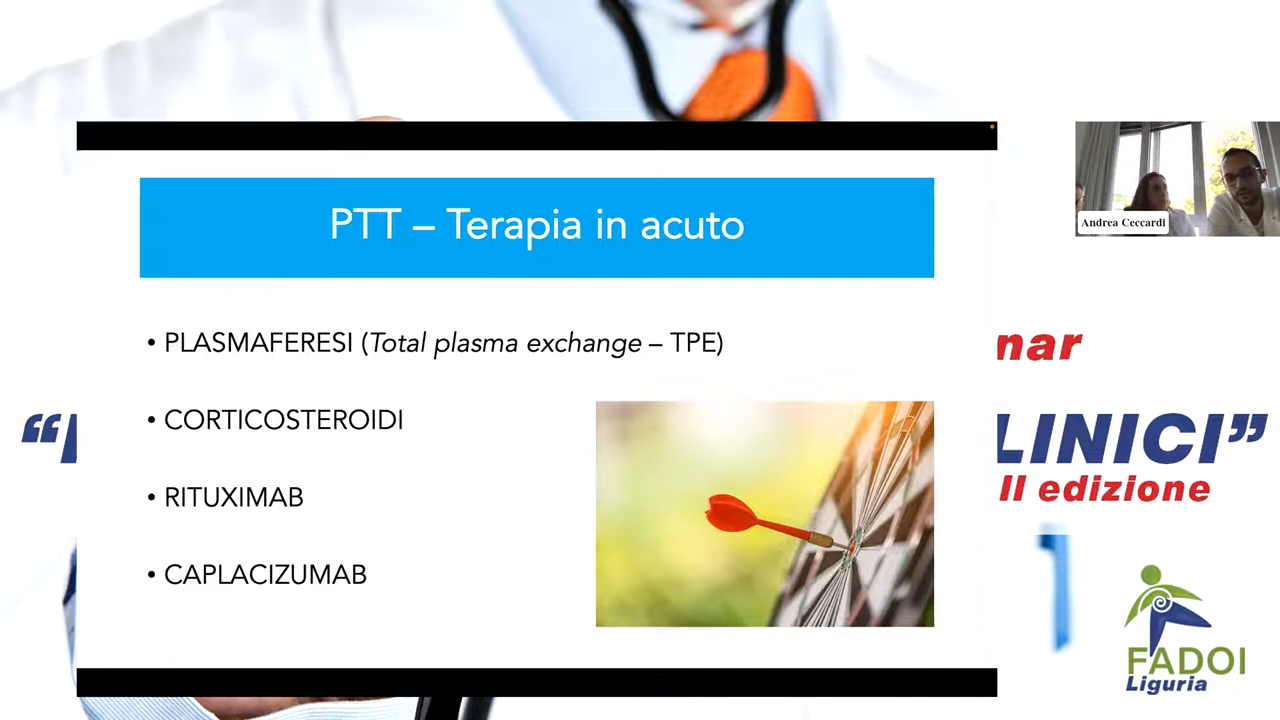 PTT – Terapia in acuto
• PLASMAFERESI (Total plasma exchange – TPE)
• CORTICOSTEROIDI
• RITUXIMAB
• CAPLACIZUMAB
Andrea Ceccardi
nar
LINICI”
II edizione
FADOI
Liguria